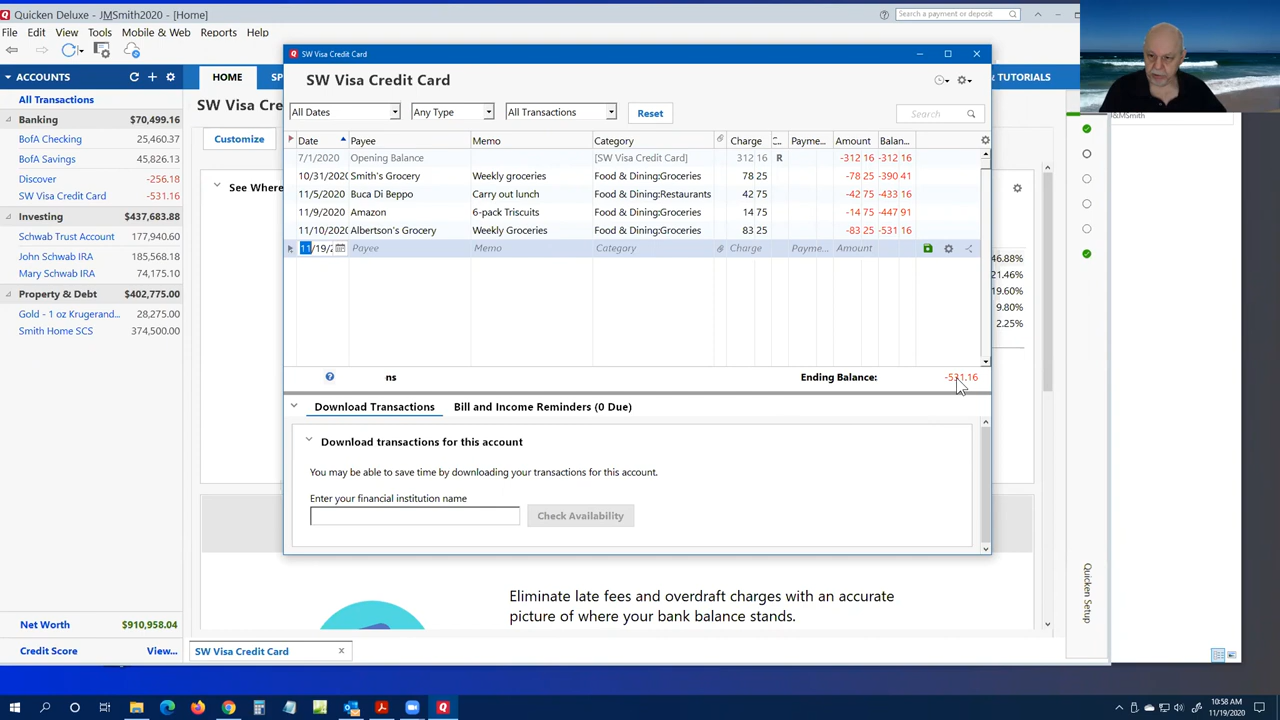 Quicken Deluxe - JMSmith2020 - [Home]
Search a payment or deposit
File Edit View Tools Mobile & Web Reports Help
ACCOUNTS
HOME
SP
& TUTORIALS
All Transactions
Banking $70,499.16
BofA Checking 25,460.37
BofA Savings 45,826.13
Discover -256.18
SW Visa Credit Card -531.16
Investing $437,683.88
Schwab Trust Account 177,940.60
John Schwab IRA 185,568.18
Mary Schwab IRA 74,175.10
Property & Debt $402,775.00
Gold - 1 oz Krugerand... 28,275.00
Smith Home SCS 374,500.00
Net Worth $910,958.04
Credit Score View...
SW Visa Cre
Customize
See Where
SW Visa Credit Card
SW Visa Credit Card
All Dates Any Type All Transactions Reset Search
Date Payee Memo Category Charge C... Payme... Amount Balan...
7/1/2020 Opening Balance [SW Visa Credit Card] 312 16 R -312 16 -312 16
10/31/2020 Smith's Grocery Weekly groceries Food & Dining:Groceries 78 25 -78 25 -390 41
11/5/2020 Buca Di Beppo Carry out lunch Food & Dining:Restaurants 42 75 -42 75 -433 16
11/9/2020 Amazon 6-pack Triscuits Food & Dining:Groceries 14 75 -14 75 -447 91
11/10/2020 Albertson's Grocery Weekly groceries Food & Dining:Groceries 83 25 -83 25 -531 16
11/19/2 Payee Memo Category Charge Payme... Amount
ns Ending Balance: -531.16
Download Transactions Bill and Income Reminders (0 Due)
Download transactions for this account
You may be able to save time by downloading your transactions for this account.
Enter your financial institution name
Check Availability
46.88%
21.46%
19.60%
9.80%
2.25%
&JMSmith
Quicken Setup
Eliminate late fees and overdraft charges with an accurate
picture of where your bank balance stands.
SW Visa Credit Card
10:58 AM
11/19/2020